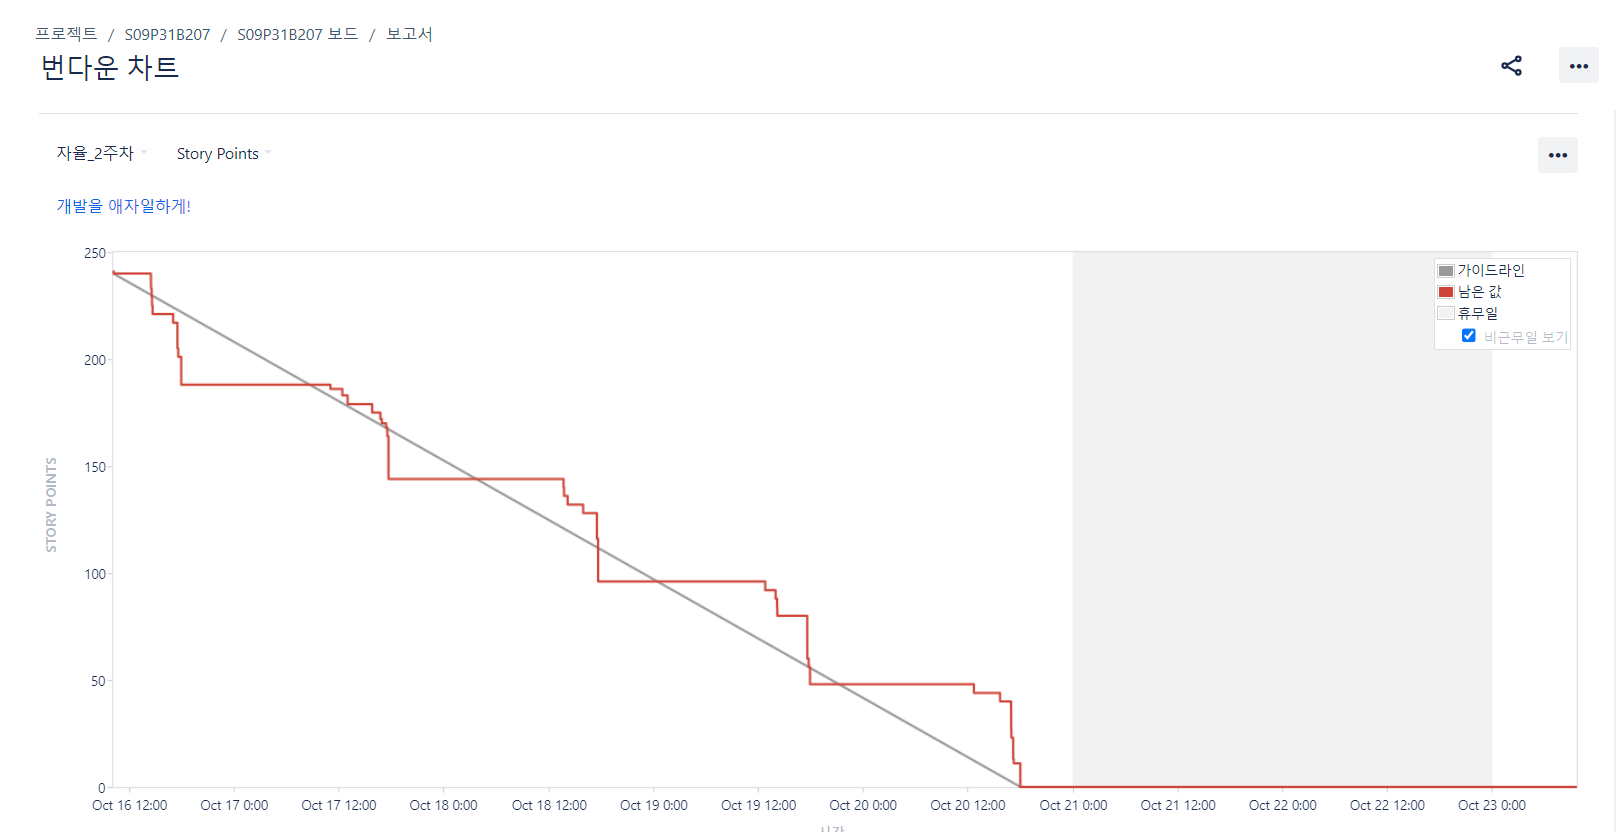 프로젝트 / S09P31B207 / S09P31B207 보드 / 보고서
번다운 차트
자율_2주차 Story Points
개발을 애자일하게!
250
200
150
100
50
0
STORY POINTS
가이드라인
남은 값
휴무일
비근무일 보기
Oct 16 12:00 Oct 17 0:00 Oct 17 12:00 Oct 18 0:00 Oct 18 12:00 Oct 19 0:00 Oct 19 12:00 Oct 20 0:00 Oct 20 12:00 Oct 21 0:00 Oct 21 12:00 Oct 22 0:00 Oct 22 12:00 Oct 23 0:00
시간